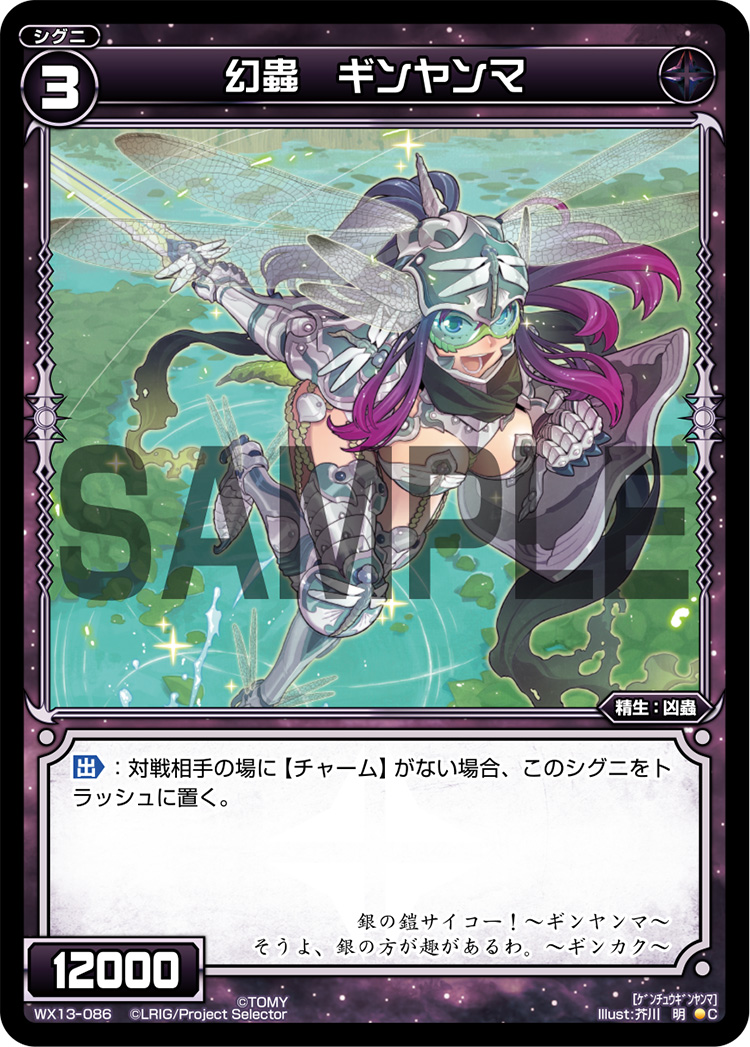 シグニ
3
幻蟲　ギンヤンマ
SAMPLE
精生：凶蟲
出：対戦相手の場に【チャーム】がない場合、このシグニをト
ラッシュに置く。
銀の鎧サイコー！～ギンヤンマ～
そうよ、銀の方が趣があるわ。～ギンカク～
12000
©TOMY
[ｹﾞﾝﾁｭｳｷﾞﾝﾔﾝﾏ]
WX13-086 ©LRIG/Project Selector
Illust:芥川　明 C